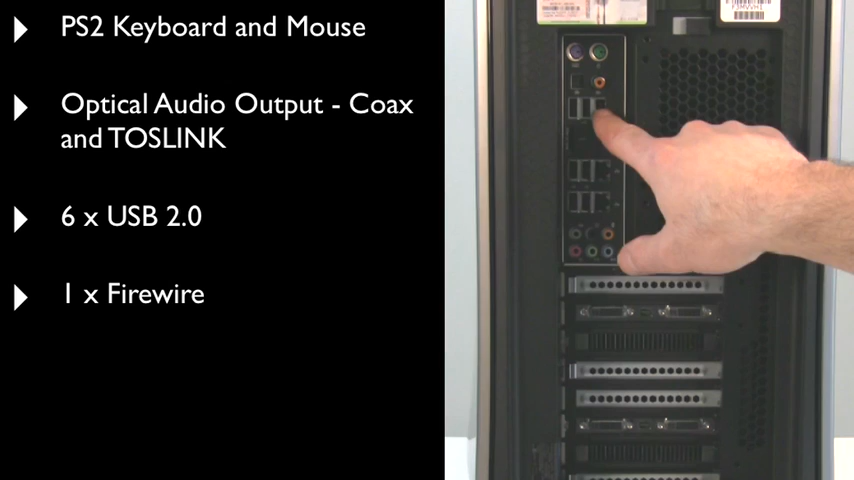 PS2 Keyboard and Mouse
Optical Audio Output - Coax
and TOSLINK
6 x USB 2.0
1 x Firewire